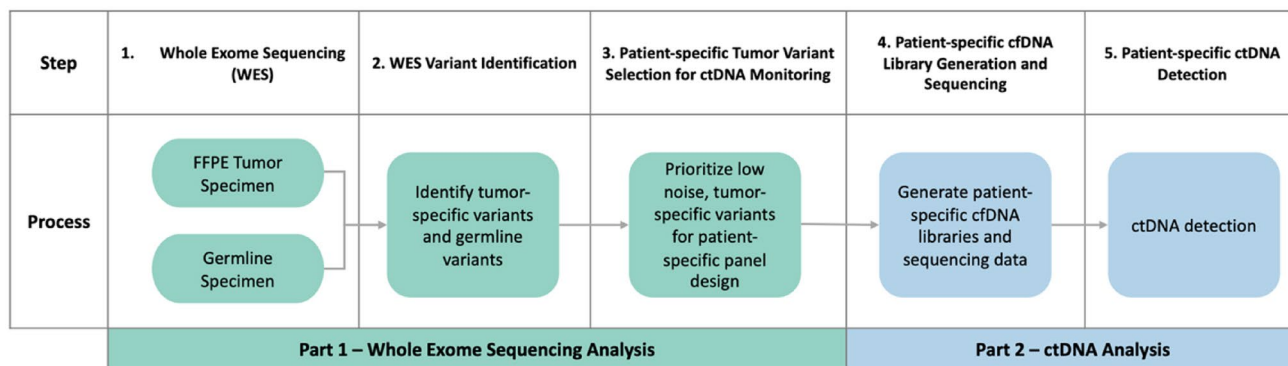 Step
1. Whole Exome Sequencing
(WES)
2. WES Variant Identification
3. Patient-specific Tumor Variant
Selection for ctDNA Monitoring
4. Patient-specific cfDNA
Library Generation and
Sequencing
5. Patient-specific ctDNA
Detection
Process
FFPE Tumor
Specimen
Germline
Specimen
Identify tumor-
specific variants
and germline
variants
Prioritize low
noise, tumor-
specific variants
for patient-
specific panel
design
Generate patient-
specific cfDNA
libraries and
sequencing data
ctDNA detection
Part 1 – Whole Exome Sequencing Analysis
Part 2 – ctDNA Analysis